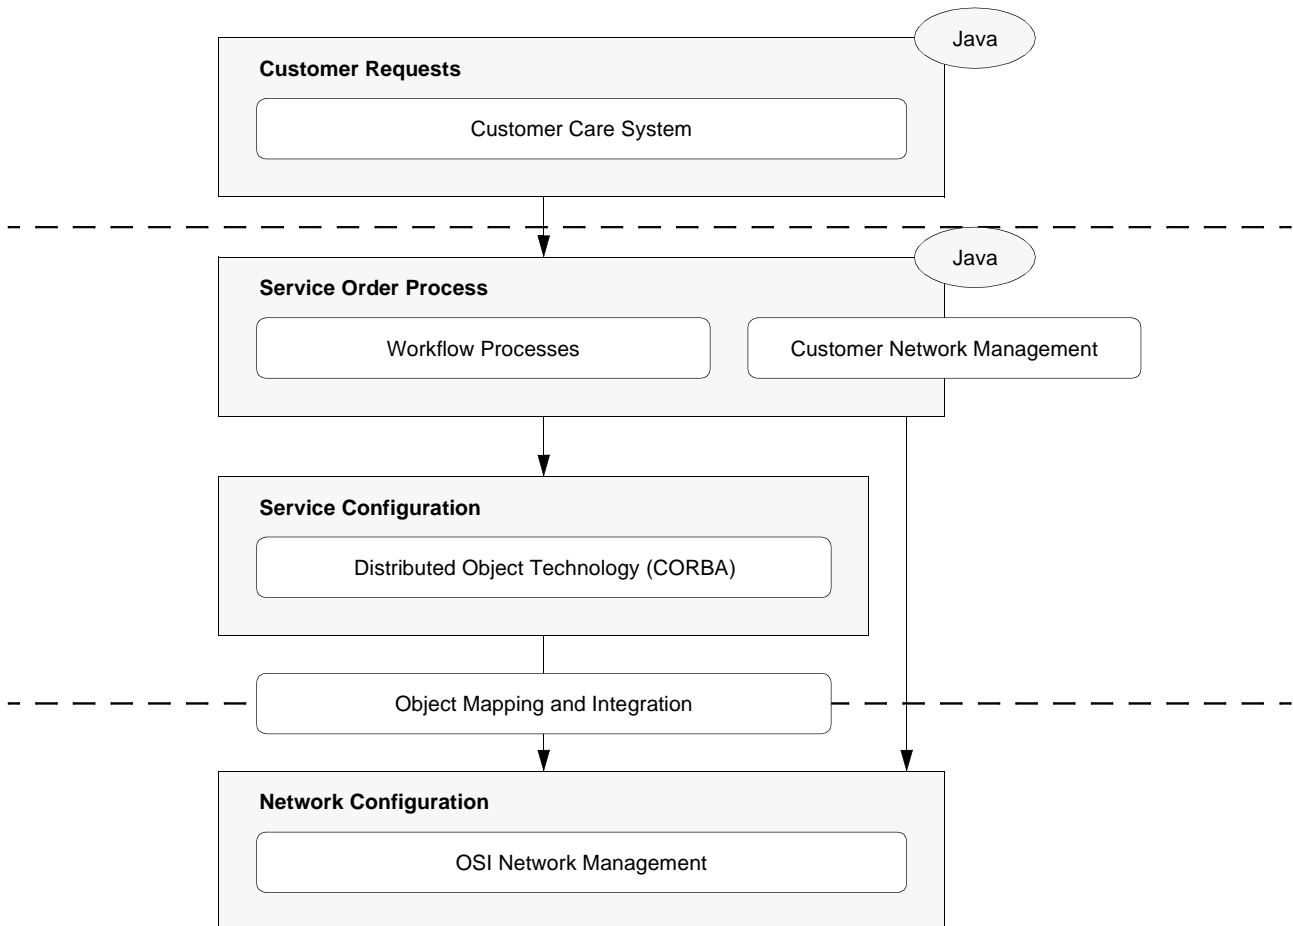 Java
Customer Requests
Customer Care System
Java
Service Order Process
Workflow Processes
Customer Network Management
Service Configuration
Distributed Object Technology (CORBA)
Object Mapping and Integration
Network Configuration
OSI Network Management